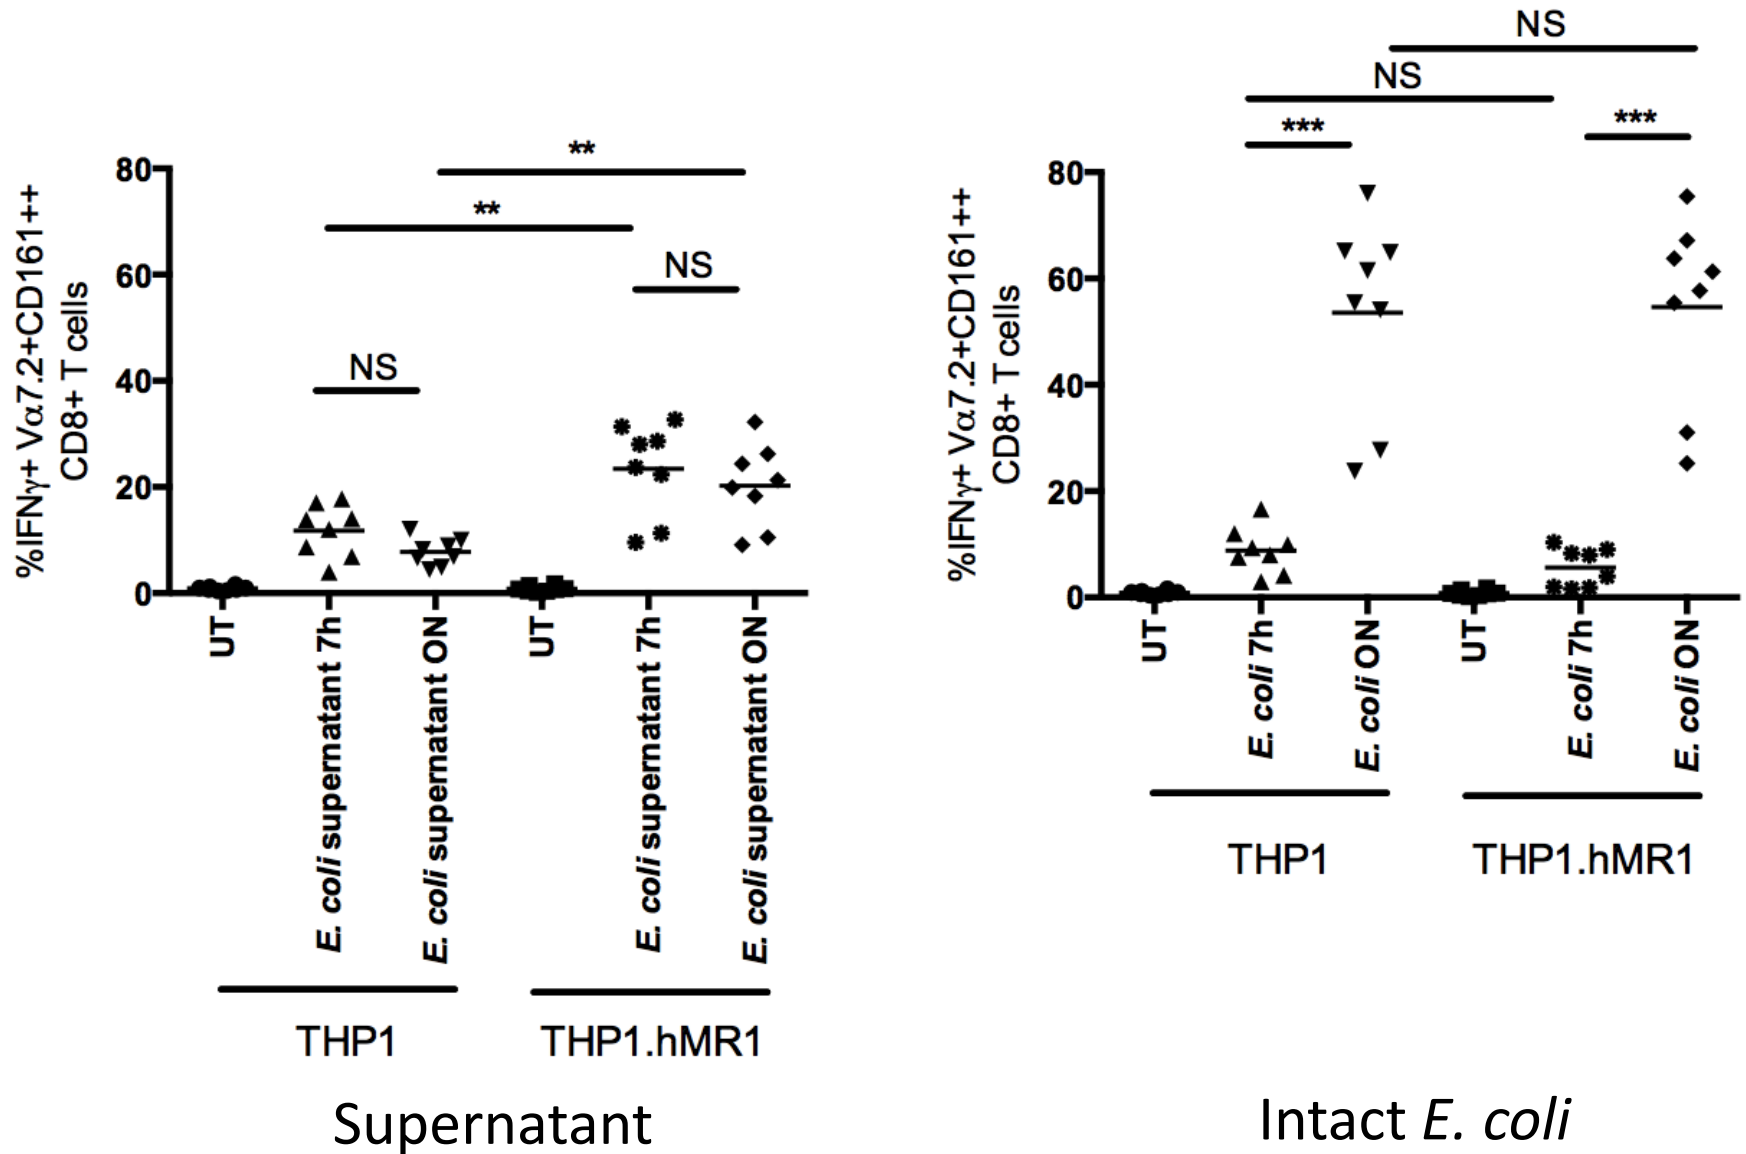 **
**
NS
NS
%IFNγ+ Vα7.2+CD161++
CD8+ T cells
80
60
40
20
0
UT
E. coli supernatant 7h
E. coli supernatant ON
UT
E. coli supernatant 7h
E. coli supernatant ON
THP1
THP1.hMR1
Supernatant
NS
NS
***
***
%IFNγ+ Vα7.2+CD161++
CD8+ T cells
80
60
40
20
0
UT
E. coli 7h
E. coli ON
UT
E. coli 7h
E. coli ON
THP1
THP1.hMR1
Intact E. coli